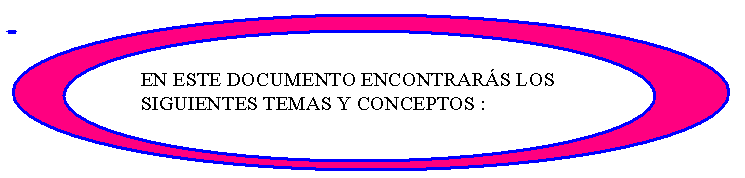 EN ESTE DOCUMENTO ENCONTRARÁS LOS
SIGUIENTES TEMAS Y CONCEPTOS :